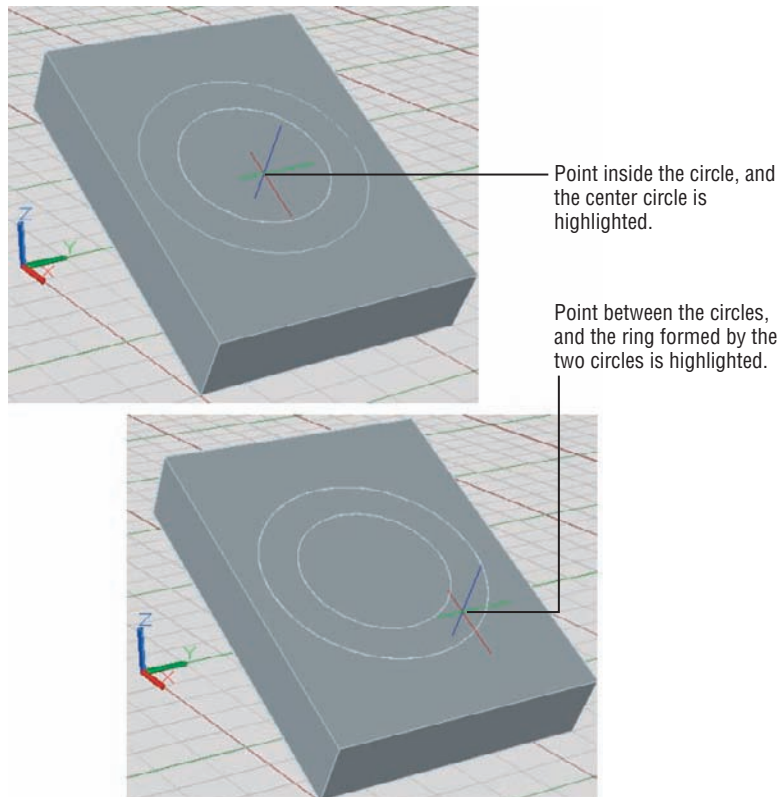 Point inside the circle, and
the center circle is
highlighted.
Z
Y
X
Point between the circles,
and the ring formed by the
two circles is highlighted.
Z
Y
X